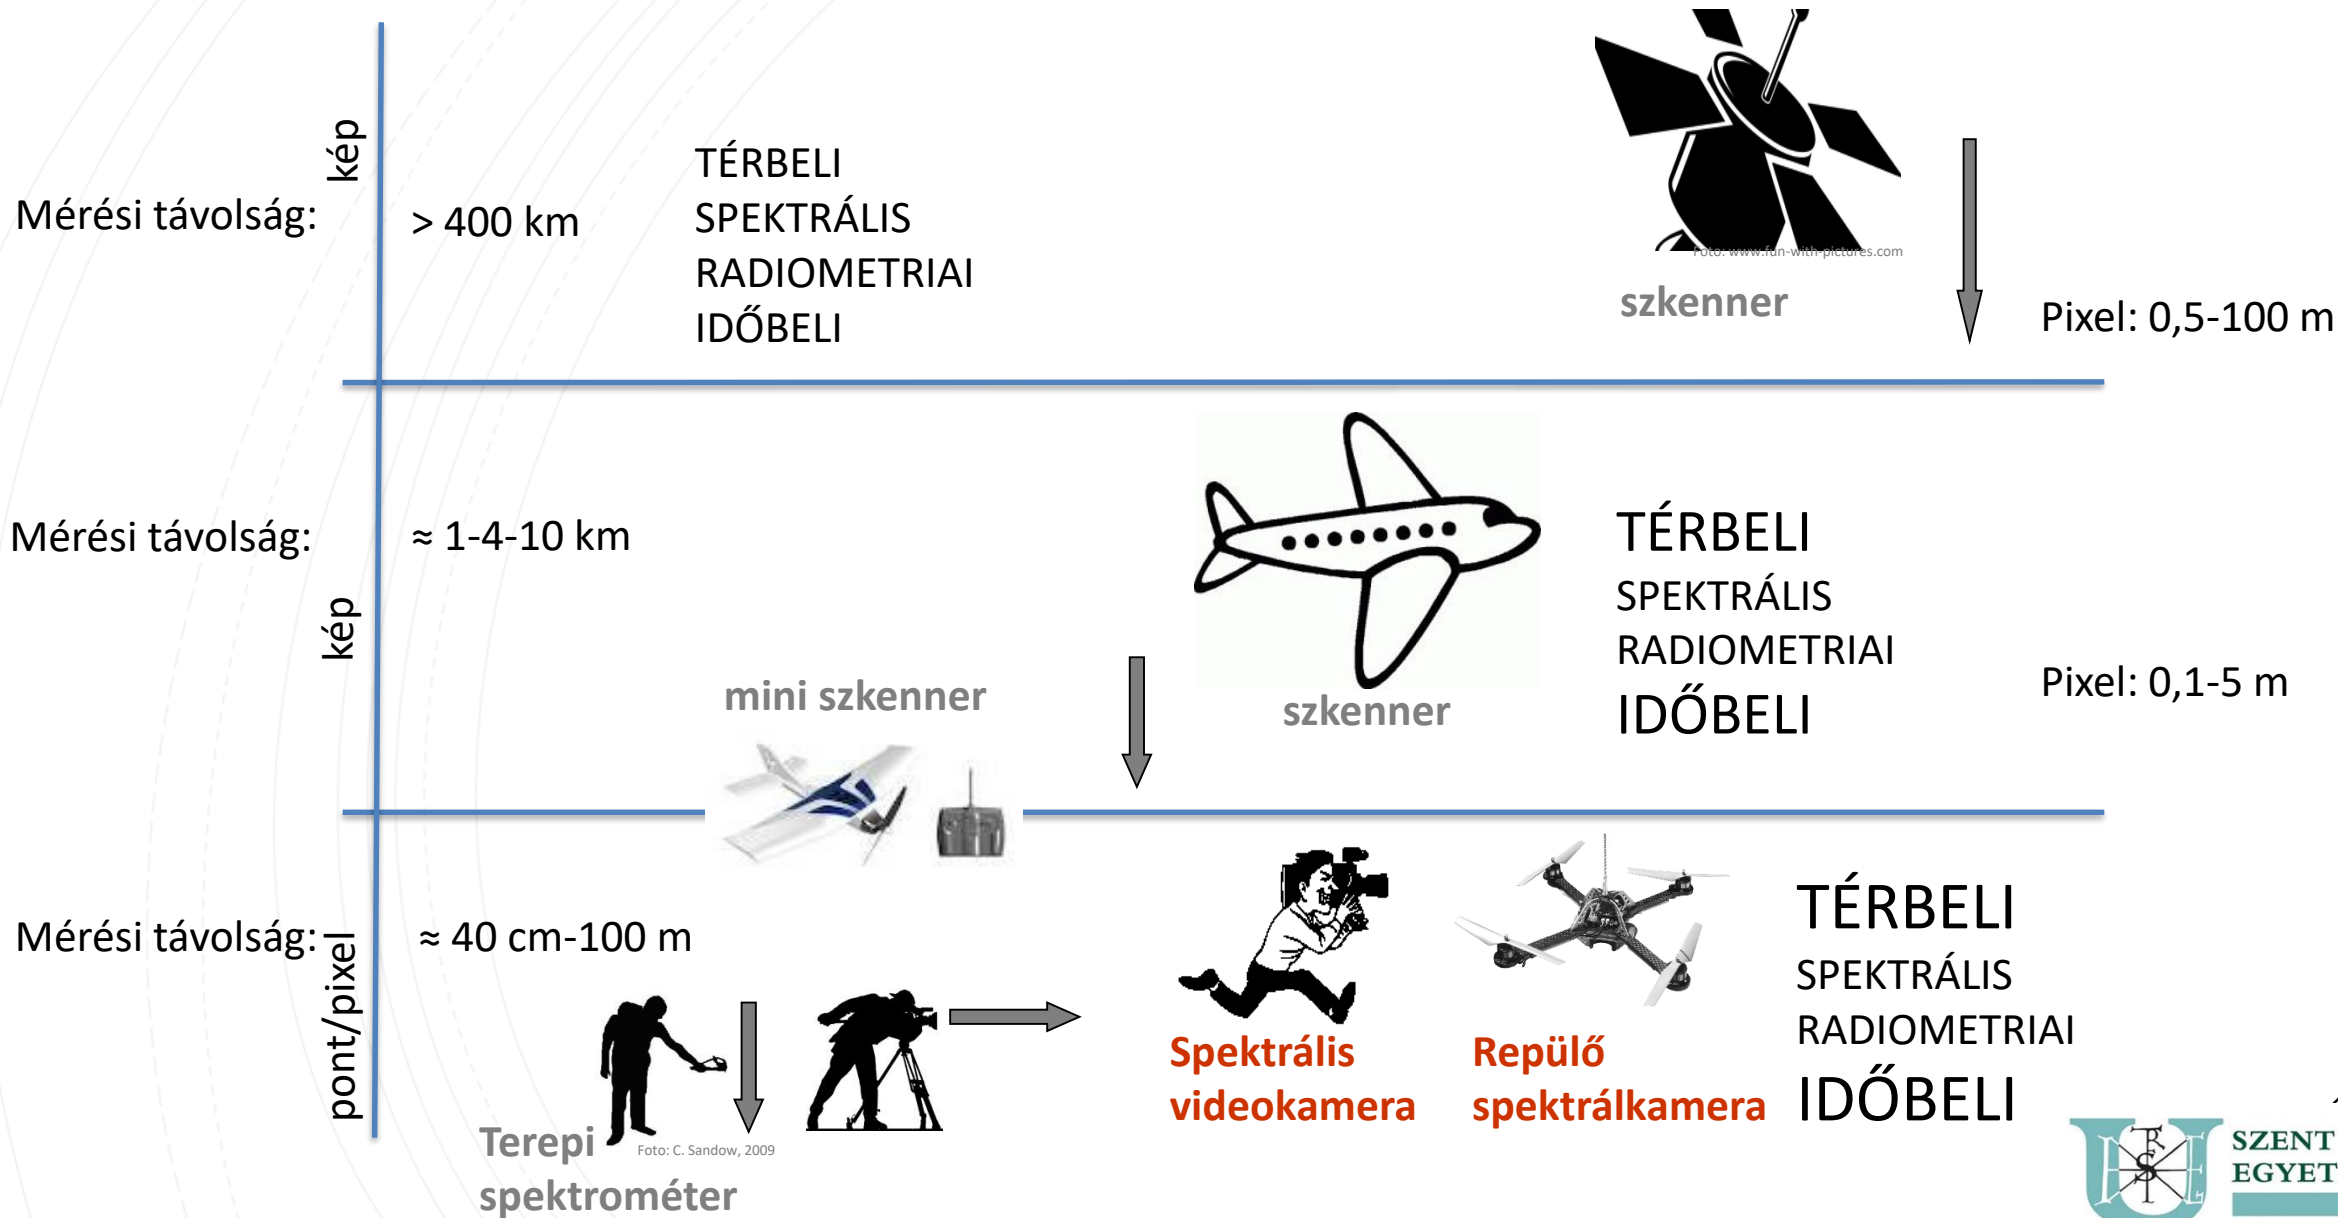 kép
Mérési távolság:
> 400 km
TÉRBELI
SPEKTRÁLIS
RADIOMETRIAI
IDŐBELI
Foto: www.fun-with-pictures.com
szkenner
Pixel: 0,5-100 m
Mérési távolság:
≈ 1-4-10 km
kép
mini szkenner
szkenner
TÉRBELI
SPEKTRÁLIS
RADIOMETRIAI
IDŐBELI
Pixel: 0,1-5 m
Mérési távolság:
pont/pixel
≈ 40 cm-100 m
Terepi
spektrométer
Foto: C. Sandow, 2009
Spektrális
videokamera
Repülő
spektrálkamera
TÉRBELI
SPEKTRÁLIS
RADIOMETRIAI
IDŐBELI
SZENT
EGYET